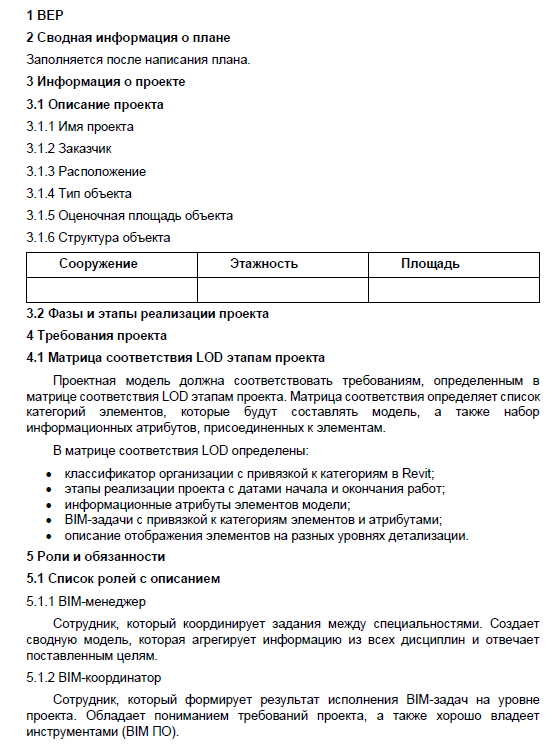 1 BEP
2 Сводная информация о плане
Заполняется после написания плана.
3 Информация о проекте
3.1 Описание проекта
3.1.1 Имя проекта
3.1.2 Заказчик
3.1.3 Расположение
3.1.4 Тип объекта
3.1.5 Оценочная площадь объекта
3.1.6 Структура объекта
Сооружение Этажность Площадь
3.2 Фазы и этапы реализации проекта
4 Требования проекта
4.1 Матрица соответствия LOD этапам проекта
Проектная модель должна соответствовать требованиям, определенным в
матрице соответствия LOD этапам проекта. Матрица соответствия определяет список
категорий элементов, которые будут составлять модель, а также набор
информационных атрибутов, присоединенных к элементам.
В матрице соответствия LOD определены:
• классификатор организации с привязкой к категориям в Revit;
• этапы реализации проекта с датами начала и окончания работ;
• информационные атрибуты элементов модели;
• BIM-задачи с привязкой к категориям элементов и атрибутами;
• описание отображения элементов на разных уровнях детализации.
5 Роли и обязанности
5.1 Список ролей с описанием
5.1.1 BIM-менеджер
Сотрудник, который координирует задания между специальностями. Создает
сводную модель, которая агрегирует информацию из всех дисциплин и отвечает
поставленным целям.
5.1.2 BIM-координатор
Сотрудник, который формирует результат исполнения BIM-задач на уровне
проекта. Обладает пониманием требований проекта, а также хорошо владеет
инструментами (BIM ПО).